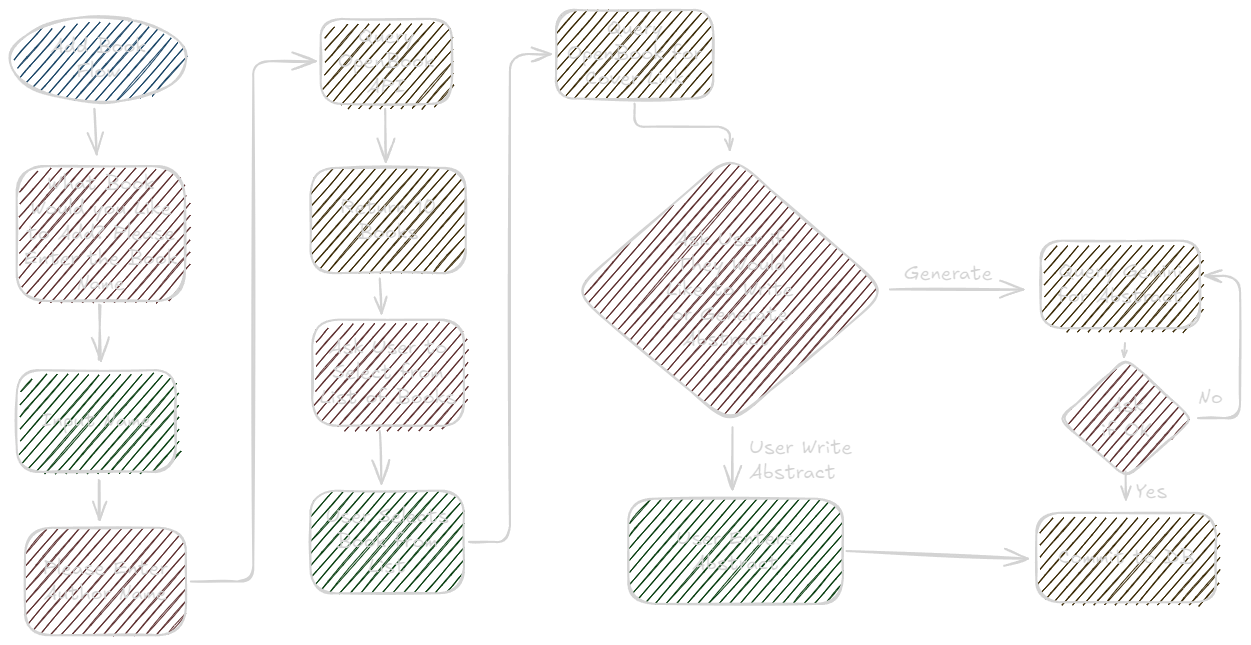 Add Book
Flow
What Book
Would you Like
to Add? Please
Enter the Book
Name
Input Name
Please Enter
Author Name
Query
OpenBook
API
Return 10
Books
Ask User to
Select from
List of Books
User Selects
Book from
List
Query
OpenBook for
Cover Link
Ask User if
They Would
Like to write
or Generate
Abstract
Generate
User Write
Abstract
User Enters
Abstract
Query Gemini
for Abstract
Ask
if Ok
No
Yes
Commit to DB